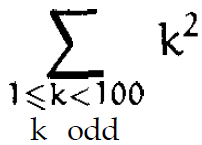 ∑ k²
1⩽k<100
k odd